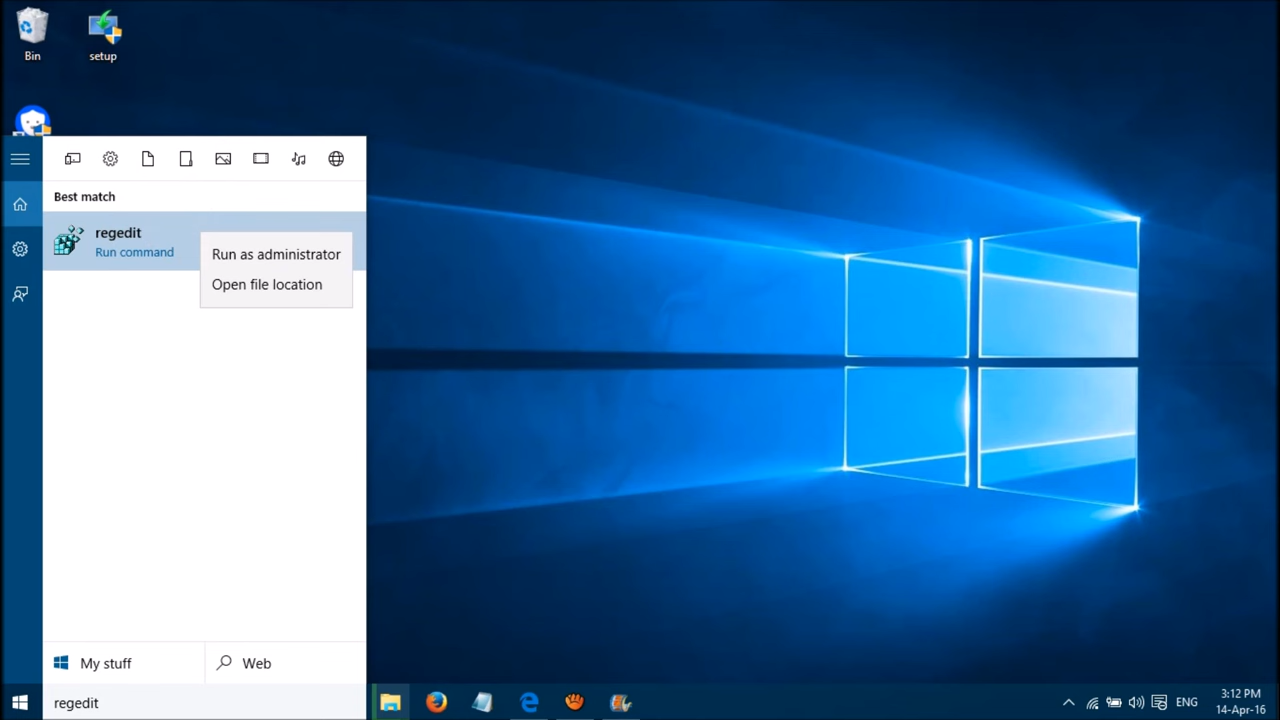 Bin
setup
Best match
regedit
Run command
Run as administrator
Open file location
My stuff
Web
regedit
ENG
3:12 PM
14-Apr-16